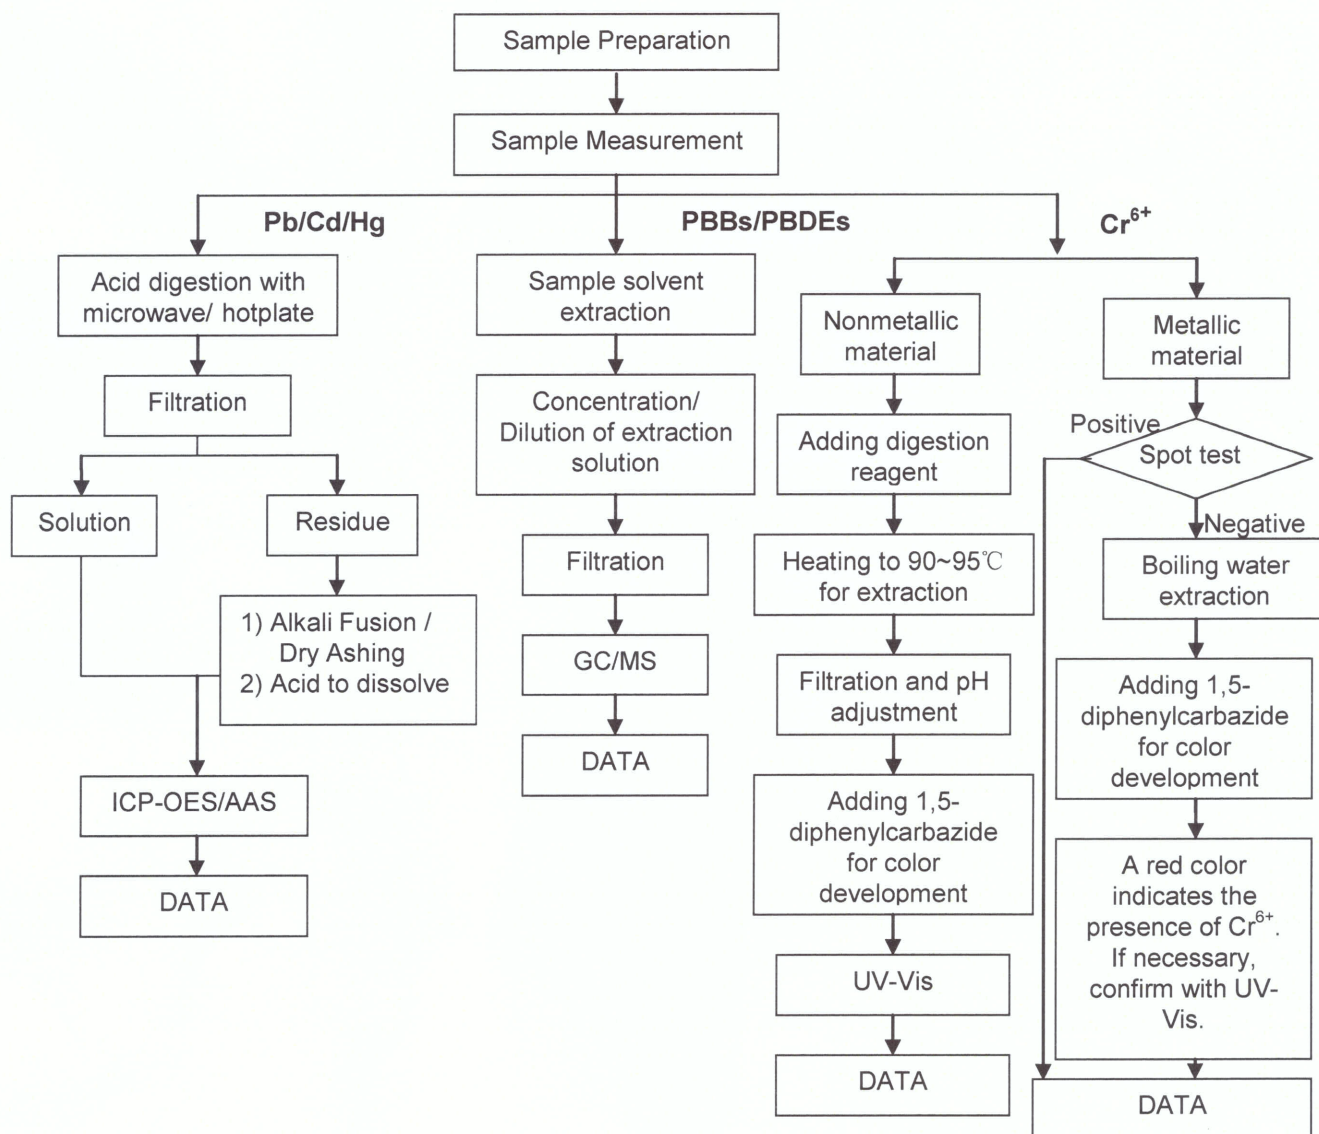 Sample Preparation
Sample Measurement
Pb/Cd/Hg
PBBs/PBDEs
Cr⁶⁺
Acid digestion with
microwave/ hotplate
Filtration
Solution
Residue
1) Alkali Fusion /
Dry Ashing
2) Acid to dissolve
ICP-OES/AAS
DATA
Sample solvent
extraction
Concentration/
Dilution of extraction
solution
Filtration
GC/MS
DATA
Nonmetallic
material
Adding digestion
reagent
Heating to 90~95℃
for extraction
Filtration and pH
adjustment
Adding 1,5-
diphenylcarbazide
for color
development
UV-Vis
DATA
Metallic
material
Positive
Spot test
Negative
Boiling water
extraction
Adding 1,5-
diphenylcarbazide
for color
development
A red color
indicates the
presence of Cr⁶⁺.
If necessary,
confirm with UV-
Vis.
DATA